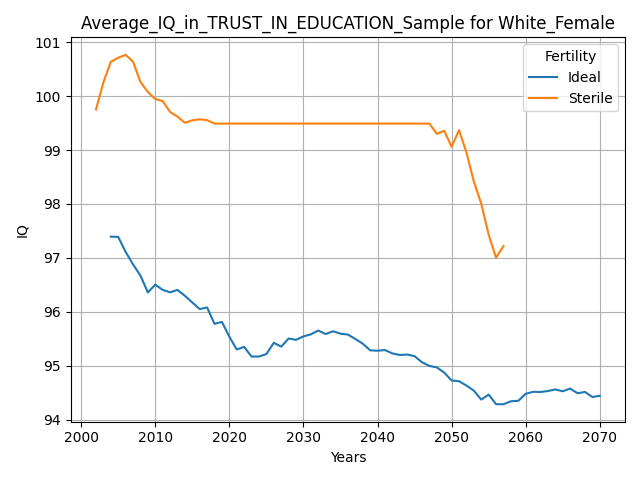 Average_IQ_in_TRUST_IN_EDUCATION_Sample for White_Female
Fertility
Ideal
Sterile
IQ
101
100
99
98
97
96
95
94
2000 2010 2020 2030 2040 2050 2060 2070
Years